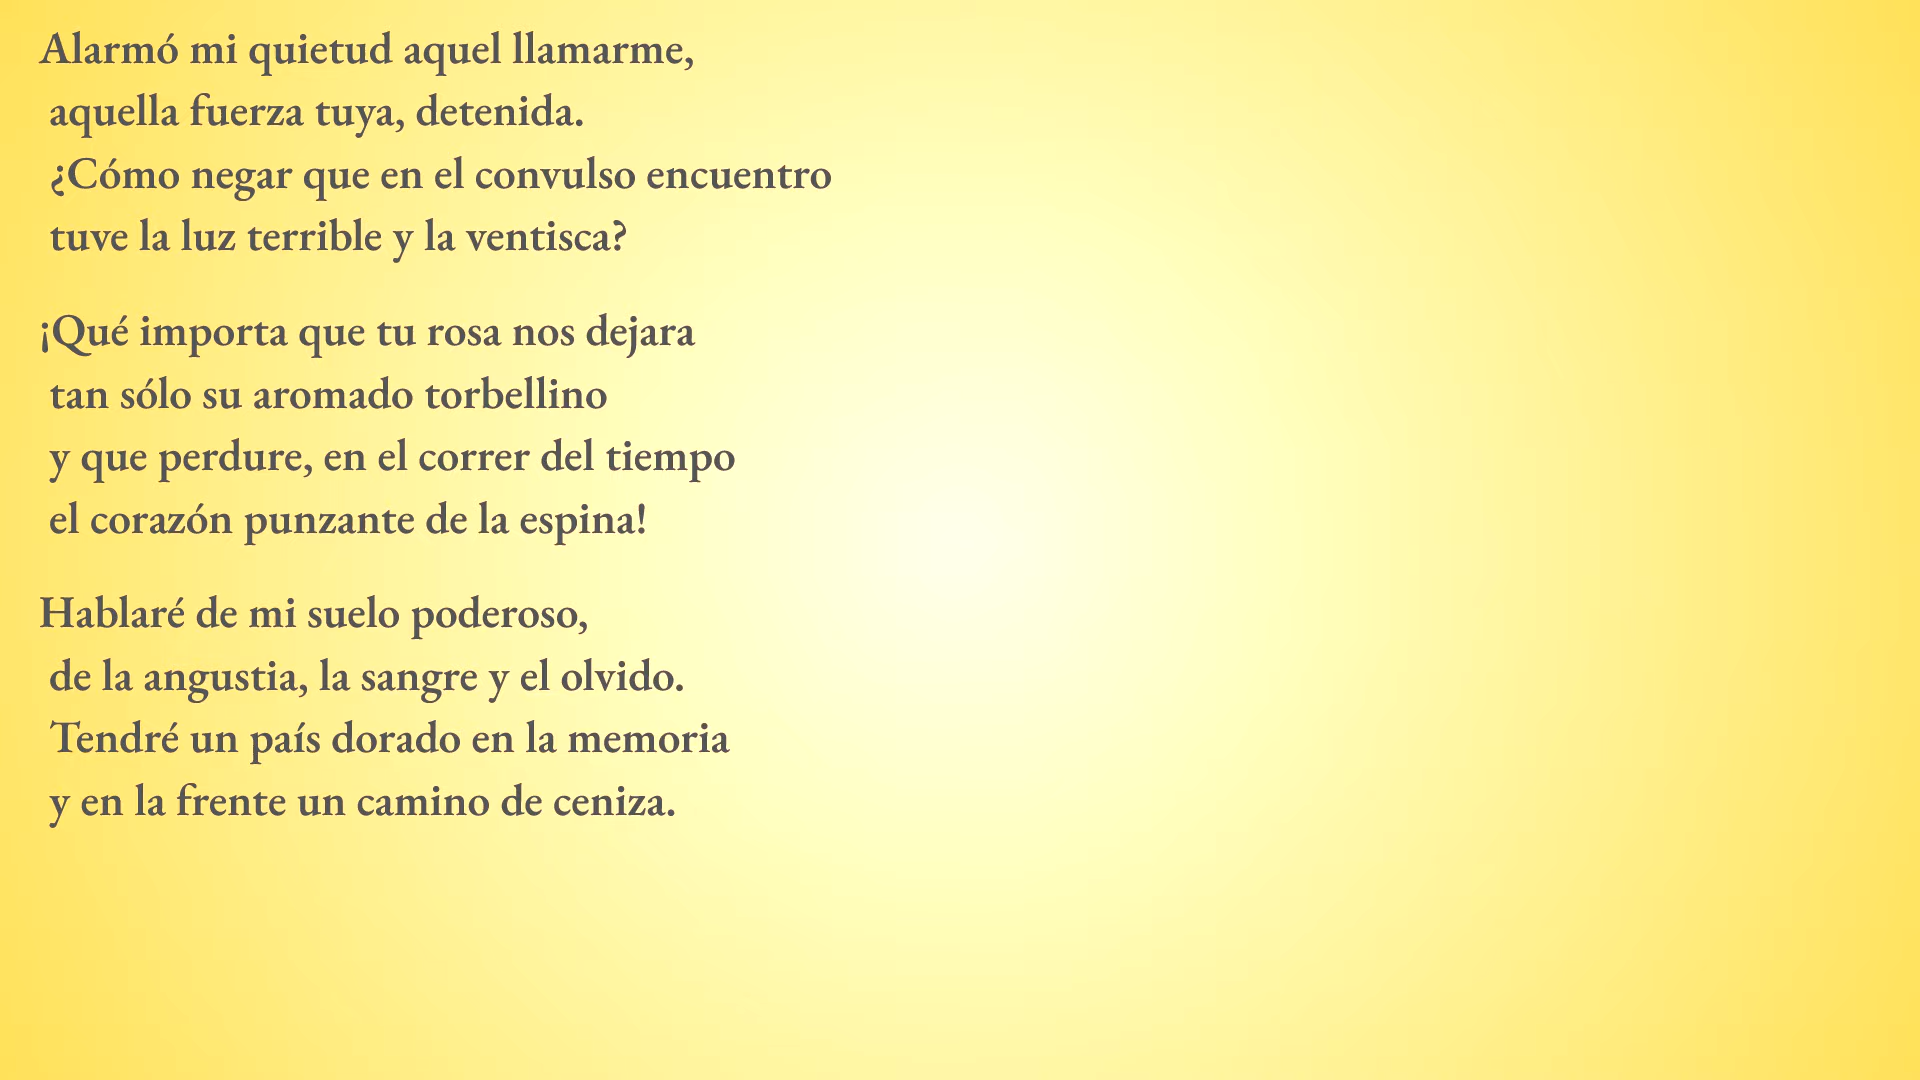 Alarmó mi quietud aquel llamarme,
aquella fuerza tuya, detenida.
¿Cómo negar que en el convulso encuentro
tuve la luz terrible y la ventisca?
¡Qué importa que tu rosa nos dejara
tan sólo su aromado torbellino
y que perdure, en el correr del tiempo
el corazón punzante de la espina!
Hablaré de mi suelo poderoso,
de la angustia, la sangre y el olvido.
Tendré un país dorado en la memoria
y en la frente un camino de ceniza.